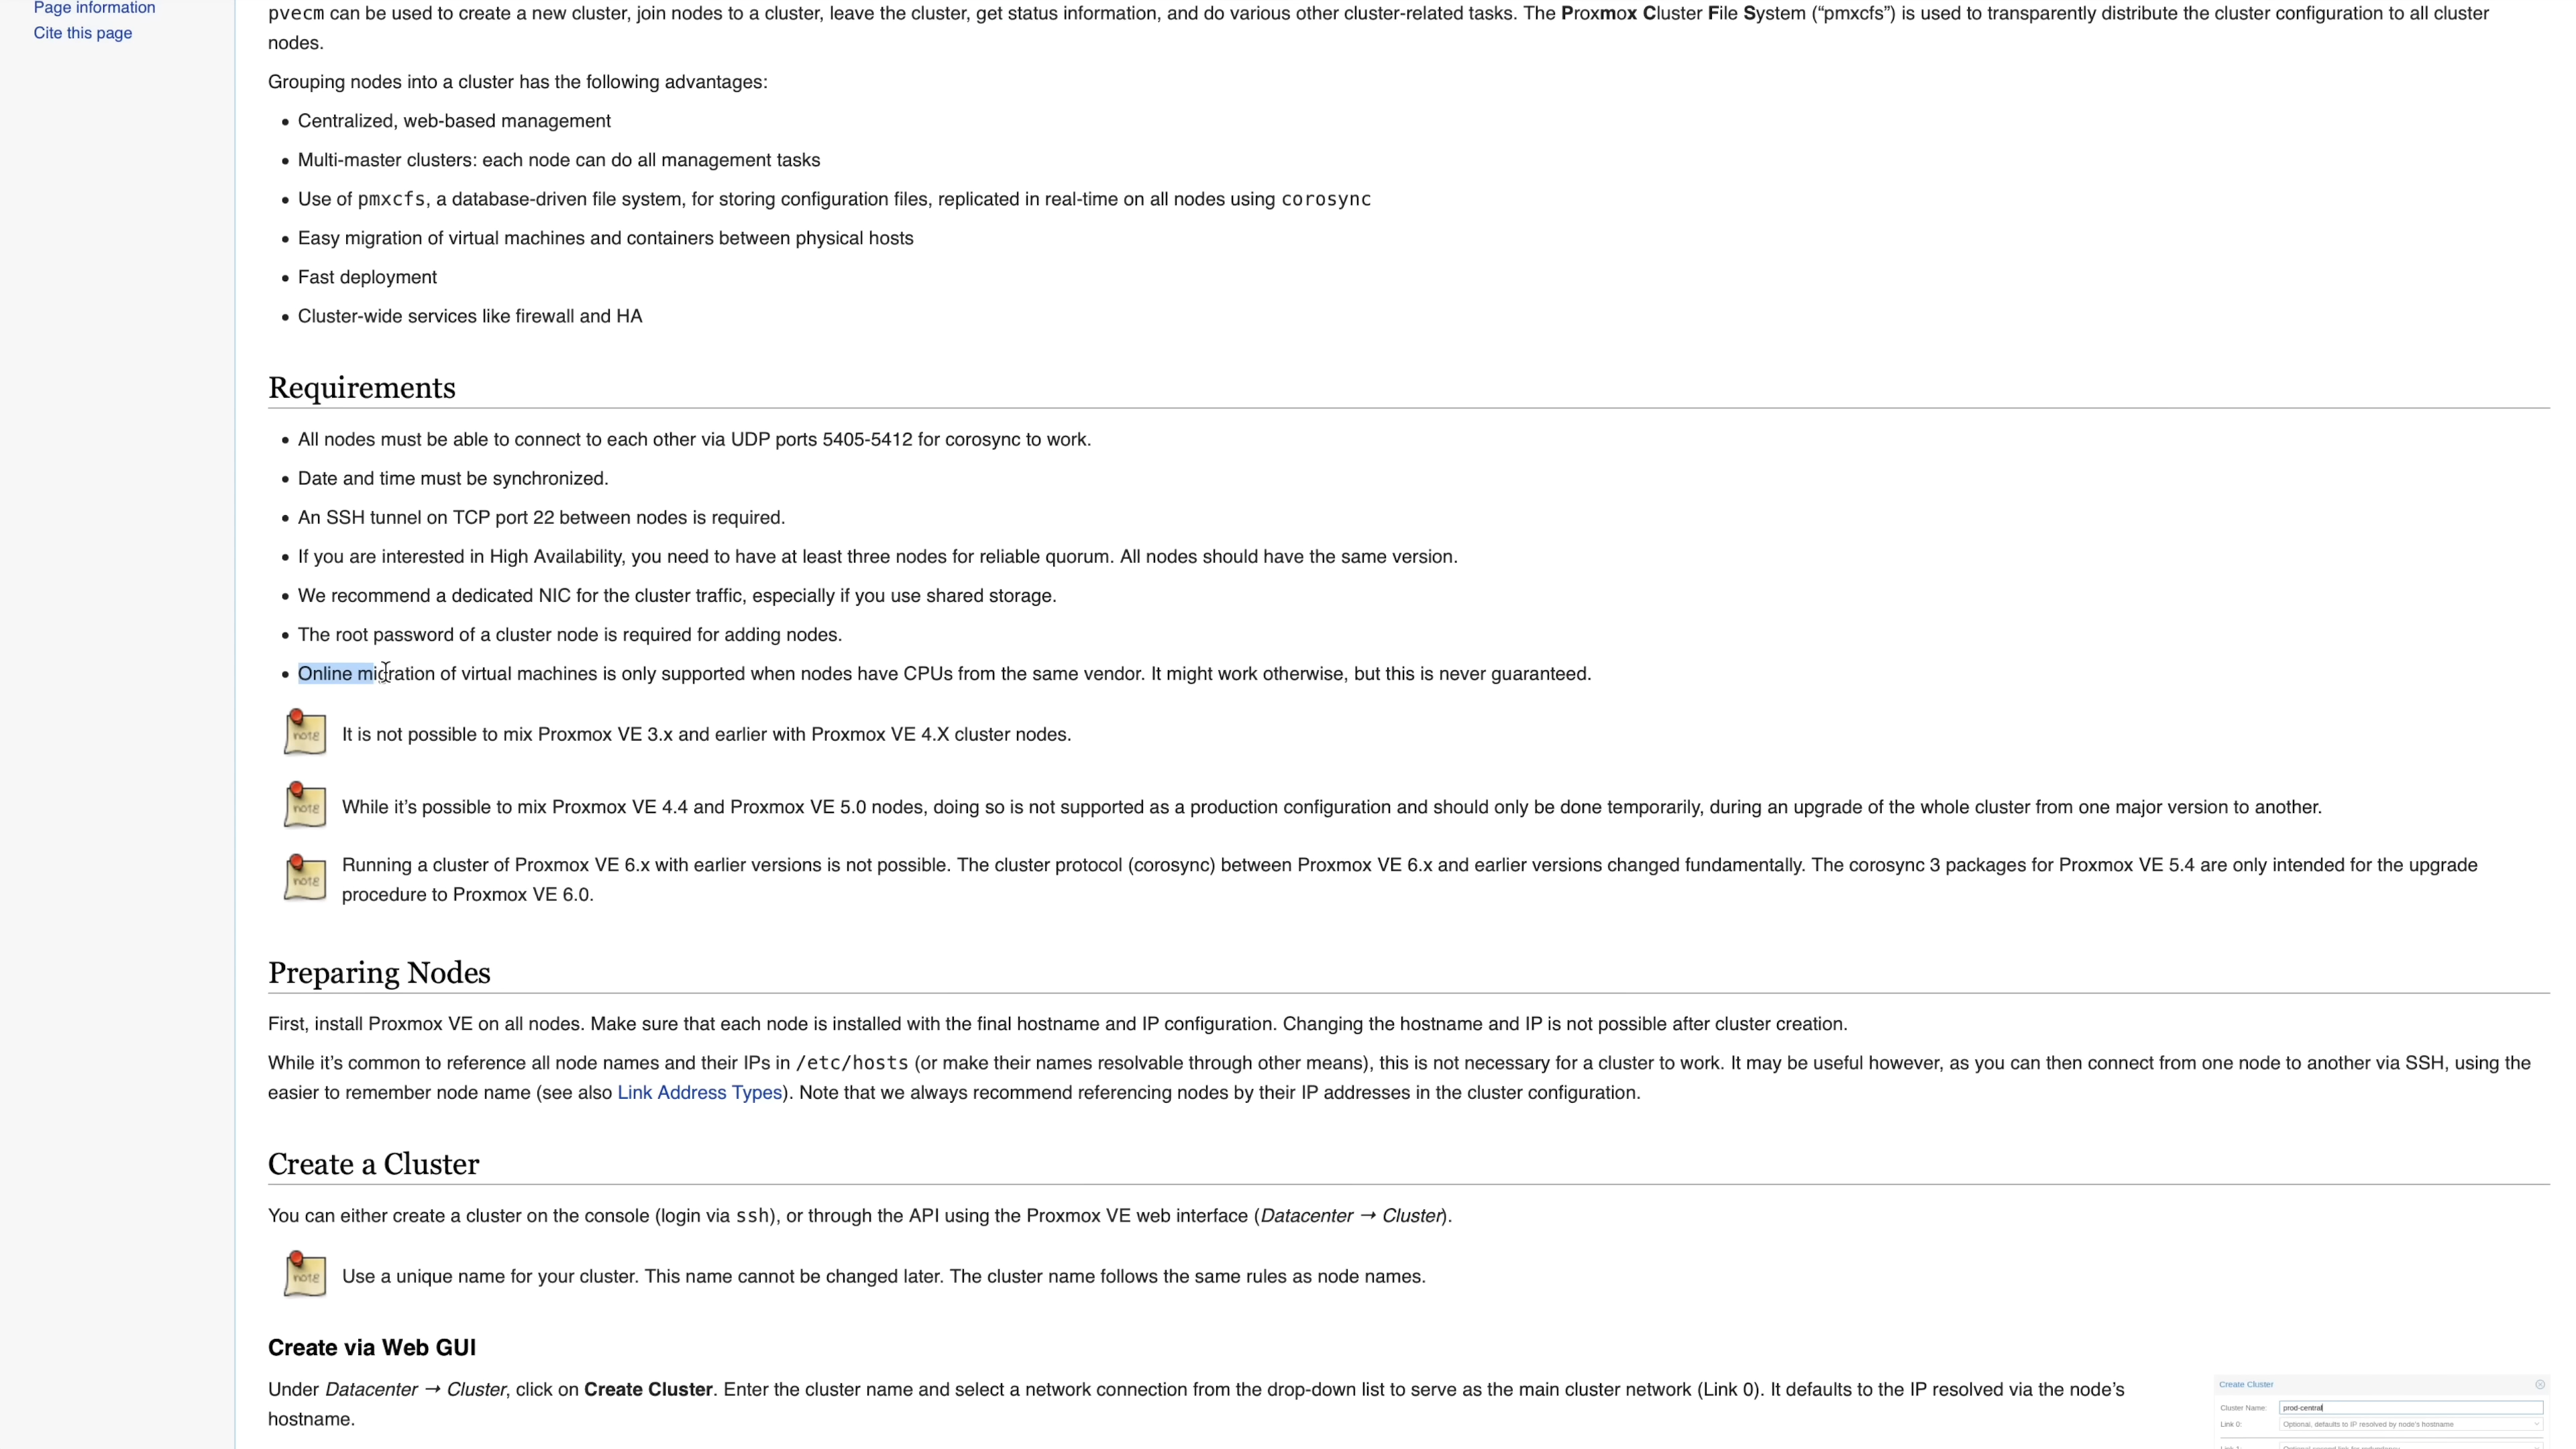 Page information
Cite this page
pvecm can be used to create a new cluster, join nodes to a cluster, leave the cluster, get status information, and do various other cluster-related tasks. The Proxmox Cluster File System (“pmxcfs”) is used to transparently distribute the cluster configuration to all cluster
nodes.
Grouping nodes into a cluster has the following advantages:
• Centralized, web-based management
• Multi-master clusters: each node can do all management tasks
• Use of pmxcfs, a database-driven file system, for storing configuration files, replicated in real-time on all nodes using corosync
• Easy migration of virtual machines and containers between physical hosts
• Fast deployment
• Cluster-wide services like firewall and HA
Requirements
• All nodes must be able to connect to each other via UDP ports 5405-5412 for corosync to work.
• Date and time must be synchronized.
• An SSH tunnel on TCP port 22 between nodes is required.
• If you are interested in High Availability, you need to have at least three nodes for reliable quorum. All nodes should have the same version.
• We recommend a dedicated NIC for the cluster traffic, especially if you use shared storage.
• The root password of a cluster node is required for adding nodes.
• Online migration of virtual machines is only supported when nodes have CPUs from the same vendor. It might work otherwise, but this is never guaranteed.
note
It is not possible to mix Proxmox VE 3.x and earlier with Proxmox VE 4.X cluster nodes.
note
While it’s possible to mix Proxmox VE 4.4 and Proxmox VE 5.0 nodes, doing so is not supported as a production configuration and should only be done temporarily, during an upgrade of the whole cluster from one major version to another.
note
Running a cluster of Proxmox VE 6.x with earlier versions is not possible. The cluster protocol (corosync) between Proxmox VE 6.x and earlier versions changed fundamentally. The corosync 3 packages for Proxmox VE 5.4 are only intended for the upgrade
procedure to Proxmox VE 6.0.
Preparing Nodes
First, install Proxmox VE on all nodes. Make sure that each node is installed with the final hostname and IP configuration. Changing the hostname and IP is not possible after cluster creation.
While it’s common to reference all node names and their IPs in /etc/hosts (or make their names resolvable through other means), this is not necessary for a cluster to work. It may be useful however, as you can then connect from one node to another via SSH, using the
easier to remember node name (see also Link Address Types). Note that we always recommend referencing nodes by their IP addresses in the cluster configuration.
Create a Cluster
You can either create a cluster on the console (login via ssh), or through the API using the Proxmox VE web interface (Datacenter → Cluster).
note
Use a unique name for your cluster. This name cannot be changed later. The cluster name follows the same rules as node names.
Create via Web GUI
Under Datacenter → Cluster, click on Create Cluster. Enter the cluster name and select a network connection from the drop-down list to serve as the main cluster network (Link 0). It defaults to the IP resolved via the node’s
hostname.
Create Cluster
Cluster Name: prod-central
Link 0: Optional, defaults to IP resolved by node's hostname